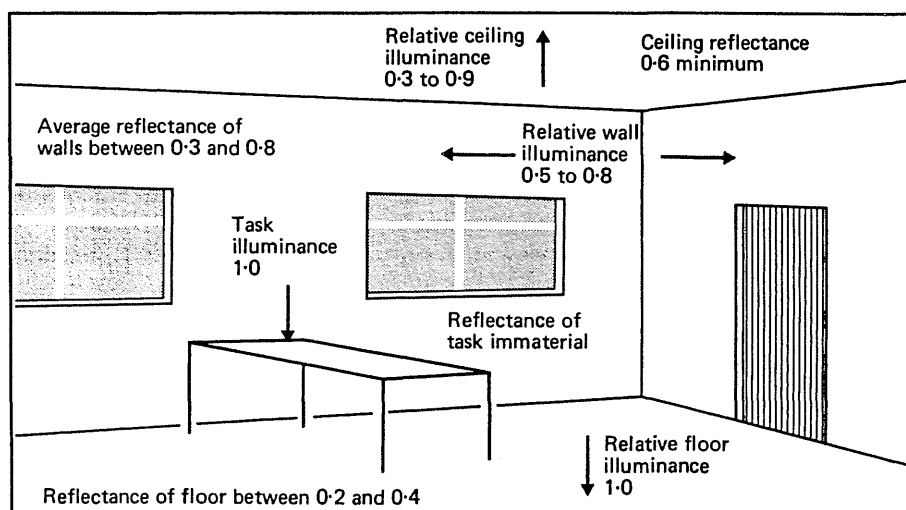 Relative ceiling
illuminance
0·3 to 0·9
Ceiling reflectance
0·6 minimum
Average reflectance of
walls between 0·3 and 0·8
Relative wall
illuminance
0·5 to 0·8
Task
illuminance
1·0
Reflectance of
task immaterial
Relative floor
illuminance
1·0
Reflectance of floor between 0·2 and 0·4